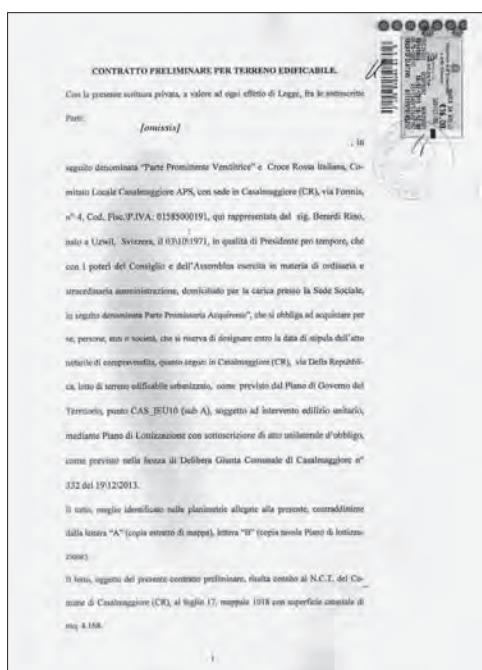 CONTRATTO PRELIMINARE PER TERRENO EDIFICABILE.
Con la presente scrittura privata, a valere ad ogni effetto di Legge, fra le sottoscritte
Parti:
[omissis]
, in
seguito denominata "Parte Promittente Venditrice" e Croce Rossa Italiana, Co-
mitato Locale Casalmaggiore APS, con sede in Casalmaggiore (CR), via Formis,
n° 4, Cod. Fisc.\P.IVA: 01585000191, qui rappresentata dal sig. Berardi Rino,
nato a Uzwil, Svizzera, il 03\10\1971, in qualità di Presidente pro tempore, che
con i poteri del Consiglio e dell'Assemblea esercita in materia di ordinaria e
straordinaria amministrazione, domiciliato per la carica presso la Sede Sociale,
in seguito denominata Parte Promissaria Acquirente", che si obbliga ad acquistare per
se, persone, enti o società, che si riserva di designare entro la data di stipula dell'atto
notarile di compravendita, quanto segue: in Casalmaggiore (CR), via Della Repubbli-
ca, lotto di terreno edificabile urbanizzato, come previsto dal Piano di Governo del
Territorio, punto CAS_IEU10 (sub A), soggetto ad intervento edilizio unitario,
mediante Piano di Lottizzazione con sottoscrizione di atto unilaterale d'obbligo,
come previsto nella bozza di Delibera Giunta Comunale di Casalmaggiore n°
332 del 19\12\2013.
Il tutto, meglio identificato nelle planimetrie allegate alla presente, contraddistinte
dalla lettera "A" (copia estratto di mappa), lettera "B" (copia tavola Piano di lottizza-
zione).
Il lotto, oggetto del presente contratto preliminare, risulta censito al N.C.T. del Co-
mune di Casalmaggiore (CR), al foglio 17, mappale 1018 con superficie catastale di
mq. 4.168.
1
€16,00